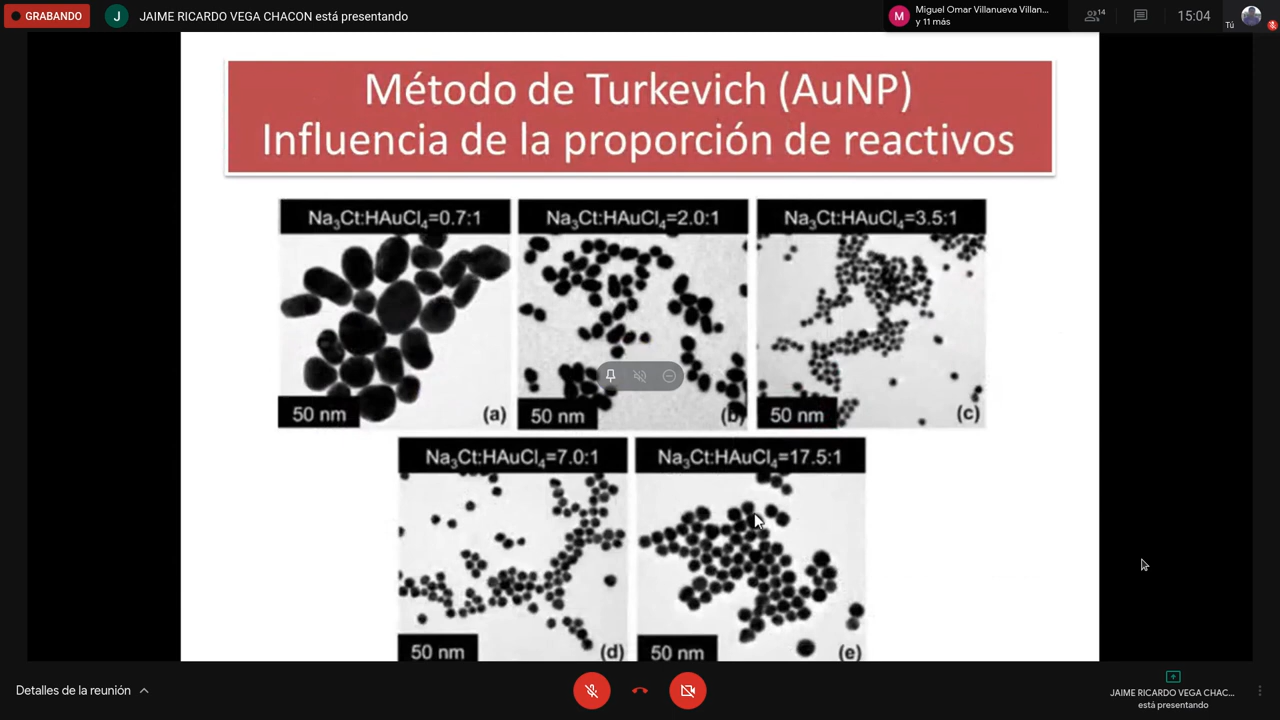 GRABANDO
J
JAIME RICARDO VEGA CHACON está presentando
M
Miguel Omar Villanueva Villan...
y 11 más
14
15:04
Tú
Método de Turkevich (AuNP)
Influencia de la proporción de reactivos
Na₃Ct:HAuCl₄=0.7:1
Na₃Ct:HAuCl₄=2.0:1
Na₃Ct:HAuCl₄=3.5:1
50 nm
(a)
50 nm
(b)
50 nm
(c)
Na₃Ct:HAuCl₄=7.0:1
Na₃Ct:HAuCl₄=17.5:1
50 nm
(d)
50 nm
(e)
Detalles de la reunión
JAIME RICARDO VEGA CHAC...
está presentando